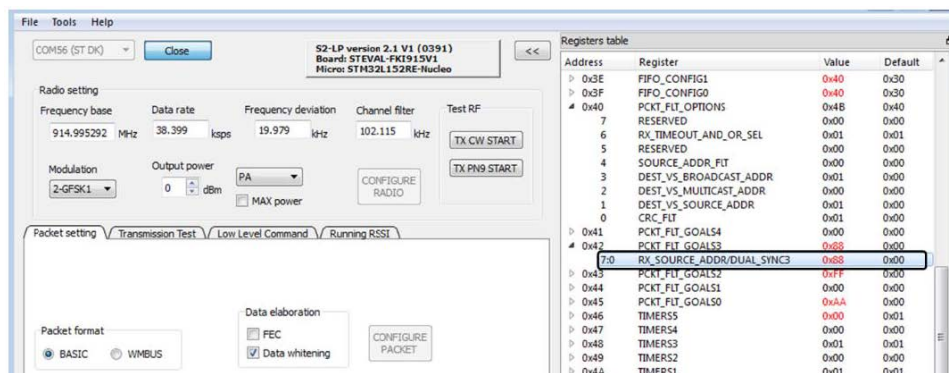 File Tools Help
COM56 (ST DK)
Close
S2-LP version 2.1 V1 (0391)
Board: STEVAL-FKI915V1
Micro: STM32L152RE-Nucleo
<<
Radio setting
Frequency base
914.995292 MHz
Data rate
38.399 ksps
Frequency deviation
19.979 kHz
Channel filter
102.115 kHz
Test RF
TX CW START
TX PN9 START
Modulation
2-GFSK1
Output power
0 dBm
PA
MAX power
CONFIGURE
RADIO
Packet setting Transmission Test Low Level Command Running RSSI
Packet format
BASIC WMBUS
Data elaboration
FEC
Data whitening
CONFIGURE
PACKET
Registers table
Address Register Value Default
0x3E FIFO_CONFIG1 0x40 0x30
0x3F FIFO_CONFIG0 0x40 0x30
0x40 PCKT_FLT_OPTIONS 0x4B 0x40
7 RESERVED 0x00 0x00
6 RX_TIMEOUT_AND_OR_SEL 0x01 0x01
5 RESERVED 0x00 0x00
4 SOURCE_ADDR_FLT 0x00 0x00
3 DEST_VS_BROADCAST_ADDR 0x01 0x00
2 DEST_VS_MULTICAST_ADDR 0x00 0x00
1 DEST_VS_SOURCE_ADDR 0x01 0x00
0 CRC_FLT 0x01 0x00
0x41 PCKT_FLT_GOALS4 0x00 0x00
0x42 PCKT_FLT_GOALS3 0x88 0x00
7:0 RX_SOURCE_ADDR/DUAL_SYNC3 0x88 0x00
0x43 PCKT_FLT_GOALS2 0xFF 0x00
0x44 PCKT_FLT_GOALS1 0x00 0x00
0x45 PCKT_FLT_GOALS0 0xAA 0x00
0x46 TIMERS5 0x00 0x01
0x47 TIMERS4 0x00 0x00
0x48 TIMERS3 0x01 0x01
0x49 TIMERS2 0x00 0x00
0x4A TIMERS1 0x01 0x01